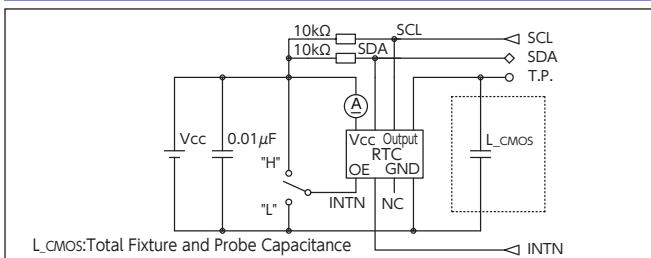 10kΩ SCL SCL
10kΩ SDA SDA
T.P.
A
Vcc 0.01μF Vcc Output L_CMOS
RTC
"H" OE GND
INTN NC
"L"
L_CMOS:Total Fixture and Probe Capacitance INTN